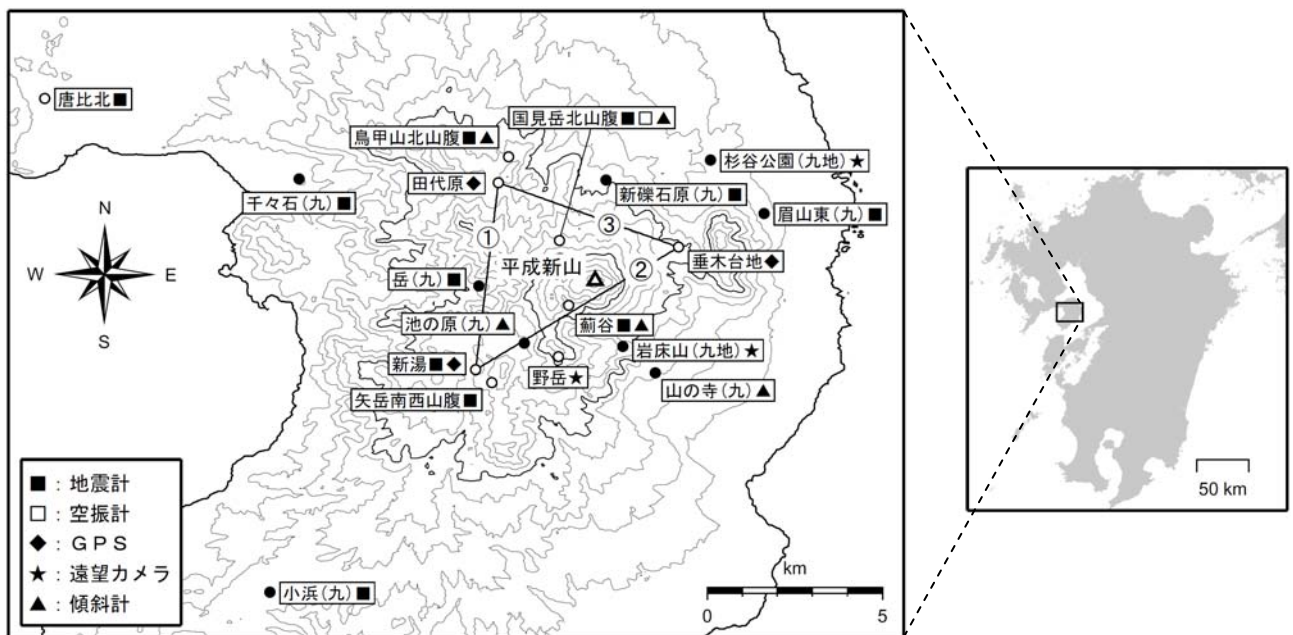 唐比北■
国見岳北山腹■□▲
鳥甲山北山腹■▲
杉谷公園(九地)★
田代原◆
新礫石原(九)■
千々石(九)■
眉山東(九)■
N
W
E
S
①
③
②
垂木台地◆
平成新山
岳(九)■
池の原(九)▲
薊谷■▲
岩床山(九地)★
新湯■◆
野岳★
山の寺(九)▲
矢岳南西山腹■
小浜(九)■
■:地震計
□:空振計
◆:GPS
★:遠望カメラ
▲:傾斜計
km
0
5
50 km